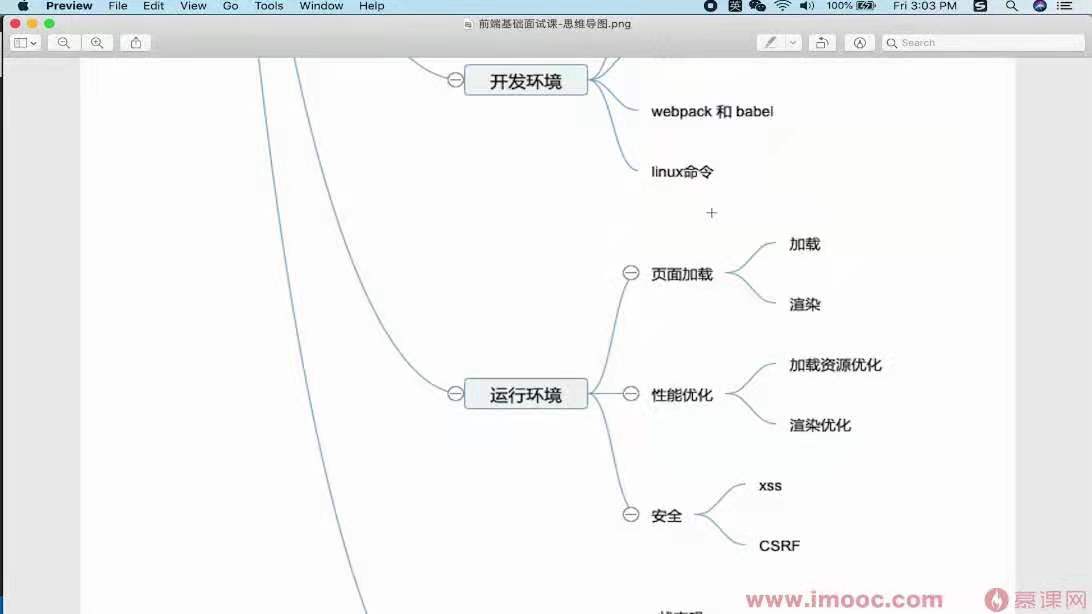 Preview File Edit View Go Tools Window Help 英 100% Fri 3:03 PM
前端基础面试课-思维导图.png
Search
开发环境
webpack 和 babel
linux命令
加载
页面加载
渲染
加载资源优化
运行环境
性能优化
渲染优化
xss
安全
CSRF
www.imooc.com 慕课网